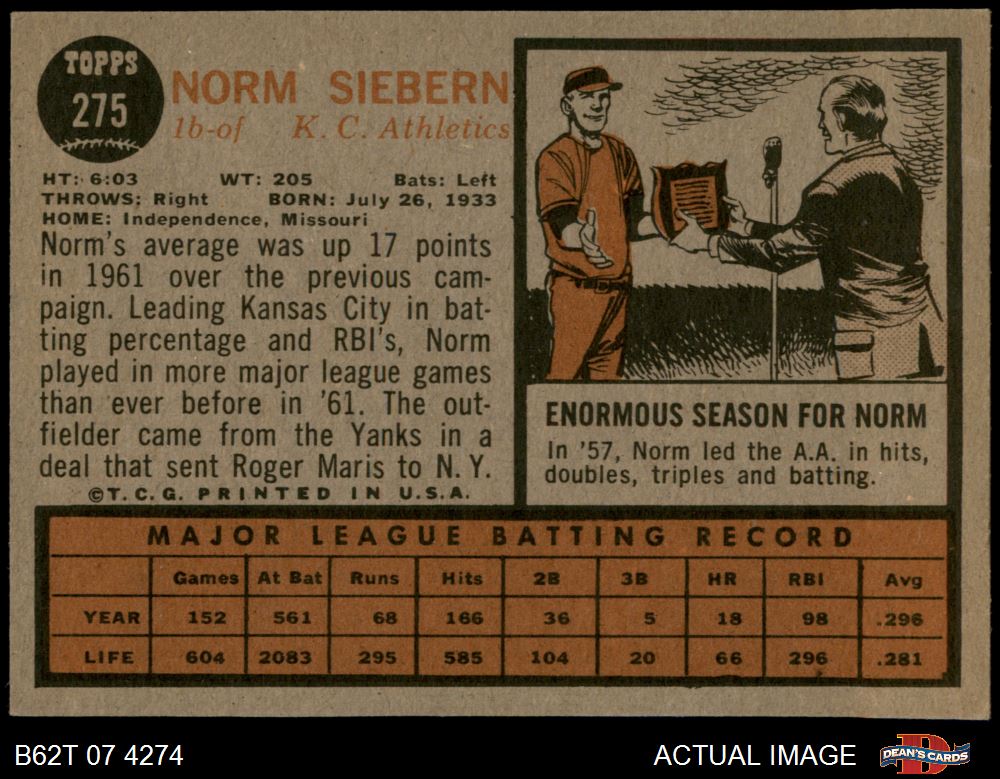 TOPPS
275
NORM SIEBERN
1b-of K. C. Athletics
HT: 6:03 WT: 205 Bats: Left
THROWS: Right BORN: July 26, 1933
HOME: Independence, Missouri
Norm's average was up 17 points
in 1961 over the previous cam-
paign. Leading Kansas City in bat-
ting percentage and RBI's, Norm
played in more major league games
than ever before in '61. The out-
fielder came from the Yanks in a
deal that sent Roger Maris to N. Y.
©T. C. G. PRINTED IN U.S.A.
ENORMOUS SEASON FOR NORM
In '57, Norm led the A.A. in hits,
doubles, triples and batting.
MAJOR LEAGUE BATTING RECORD
Games At Bat Runs Hits 2B 3B HR RBI Avg
YEAR 152 561 68 166 36 5 18 98 .296
LIFE 604 2083 295 585 104 20 66 296 .281
B62T 07 4274 ACTUAL IMAGE DEAN'S CARDS